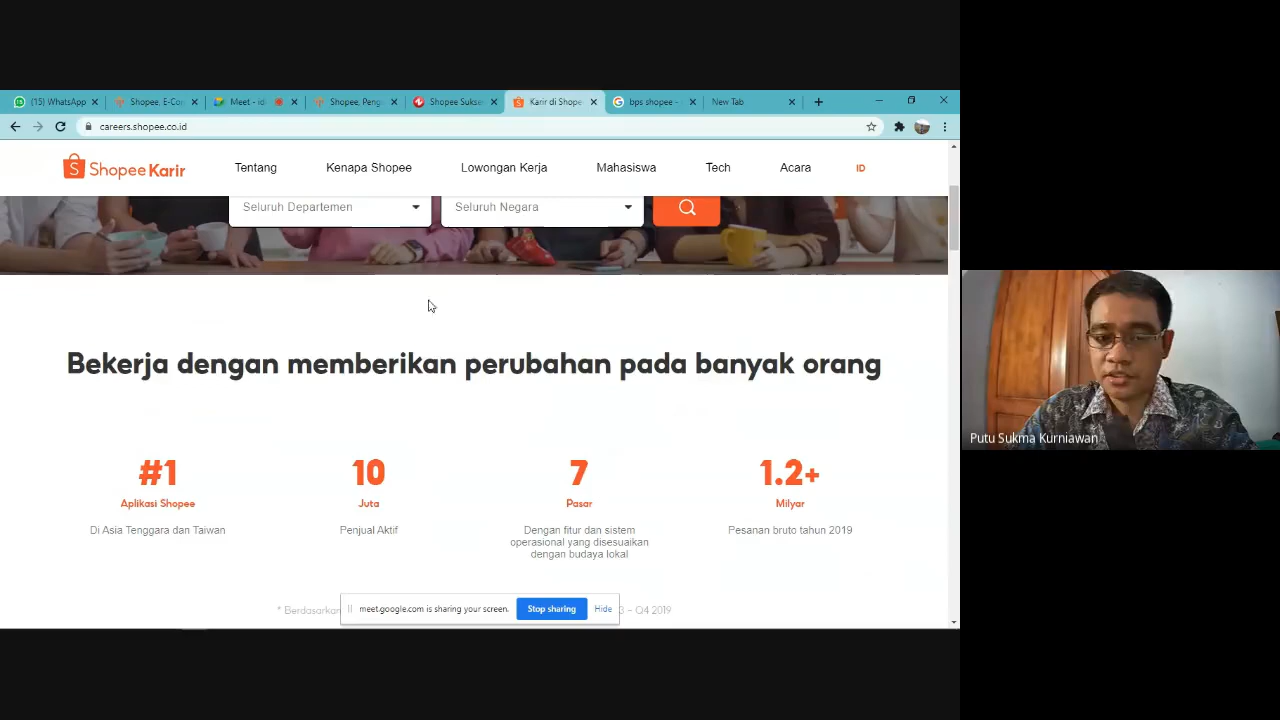 (15) WhatsApp
Shopee, E-Co
Meet - id
Shopee, Peng
Shopee Sukse
Karir di Shope
bps shopee -
New Tab
careers.shopee.co.id
Shopee Karir
Tentang
Kenapa Shopee
Lowongan Kerja
Mahasiswa
Tech
Acara
ID
Seluruh Departemen
Seluruh Negara
Bekerja dengan memberikan perubahan pada banyak orang
#1
Aplikasi Shopee
Di Asia Tenggara dan Taiwan
10
Juta
Penjual Aktif
7
Pasar
Dengan fitur dan sistem
operasional yang disesuaikan
dengan budaya lokal
1.2+
Milyar
Pesanan bruto tahun 2019
* Berdasarkan
3 – Q4 2019
meet.google.com is sharing your screen.
Stop sharing
Hide
Putu Sukma Kurniawan